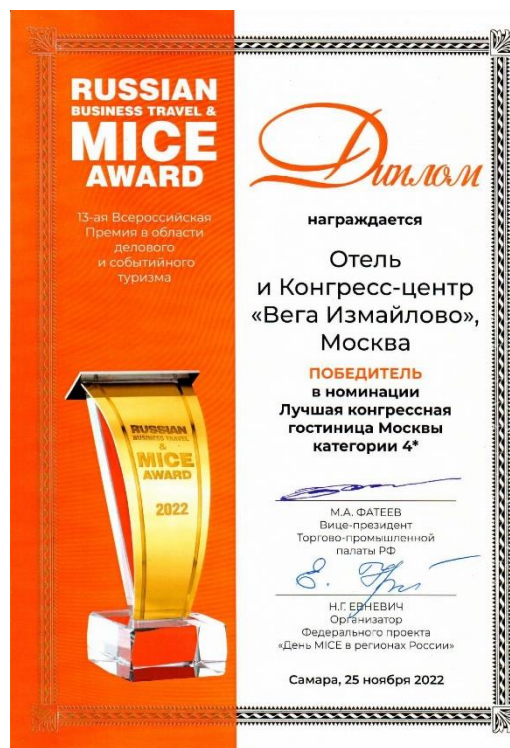 RUSSIAN
BUSINESS TRAVEL &
MICE
AWARD
13-ая Всероссийская
Премия в области
делового
и событийного
туризма
RUSSIAN
BUSINESS TRAVEL
&
MICE
AWARD
2022
Диплом
награждается
Отель
и Конгресс-центр
«Вега Измайлово»,
Москва
ПОБЕДИТЕЛЬ
в номинации
Лучшая конгрессная
гостиница Москвы
категории 4*
М.А. ФАТЕЕВ
Вице-президент
Торгово-промышленной
палаты РФ
Н.Г. ЕВНЕВИЧ
Организатор
Федерального проекта
«День MICE в регионах России»
Самара, 25 ноября 2022